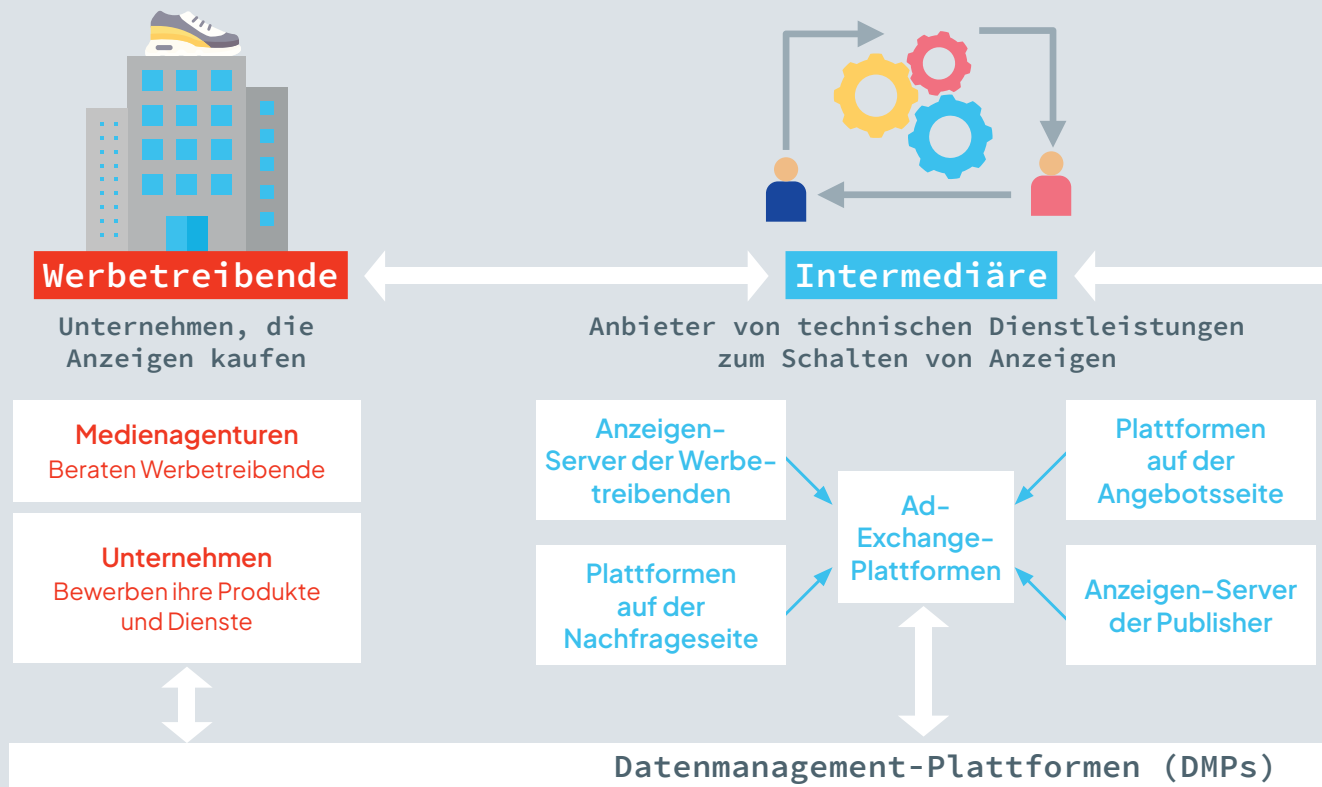 Werbetreibende
Unternehmen, die
Anzeigen kaufen
Medienagenturen
Beraten Werbetreibende
Unternehmen
Bewerben ihre Produkte
und Dienste
Intermediäre
Anbieter von technischen Dienstleistungen
zum Schalten von Anzeigen
Anzeigen-
Server der Werbe-
treibenden
Plattformen
auf der
Nachfrageseite
Ad-
Exchange-
Plattformen
Plattformen
auf der
Angebotsseite
Anzeigen-Server
der Publisher
Datenmanagement-Plattformen (DMPs)